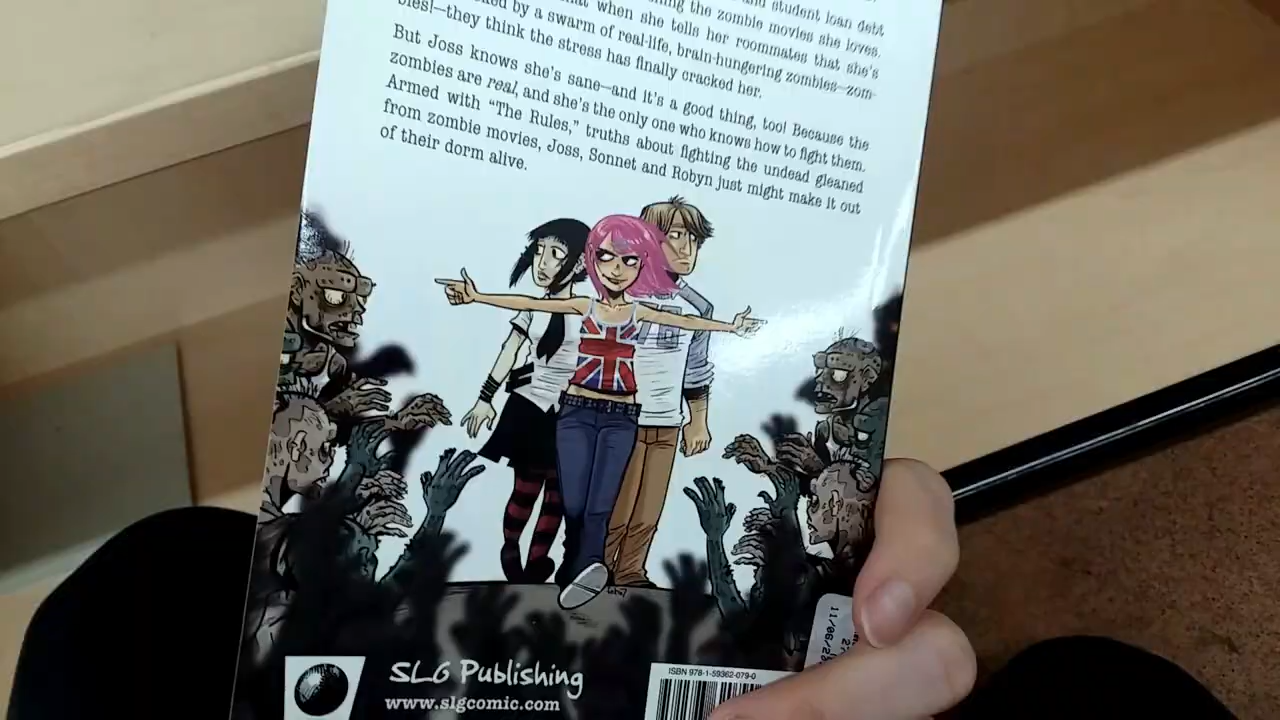 and student loan debt
the zombie movies she loves.
that when she tells her roommates that she's
by a swarm of real-life, brain-hungering zombies—zom-
bies!—they think the stress has finally cracked her.
But Joss knows she's sane—and it's a good thing, too! Because the
zombies are real, and she's the only one who knows how to fight them.
Armed with "The Rules," truths about fighting the undead gleaned
from zombie movies, Joss, Sonnet and Robyn just might make it out
of their dorm alive.
SLG Publishing
www.slgcomic.com
ISBN 978-1-59362-079-0
11/06/2